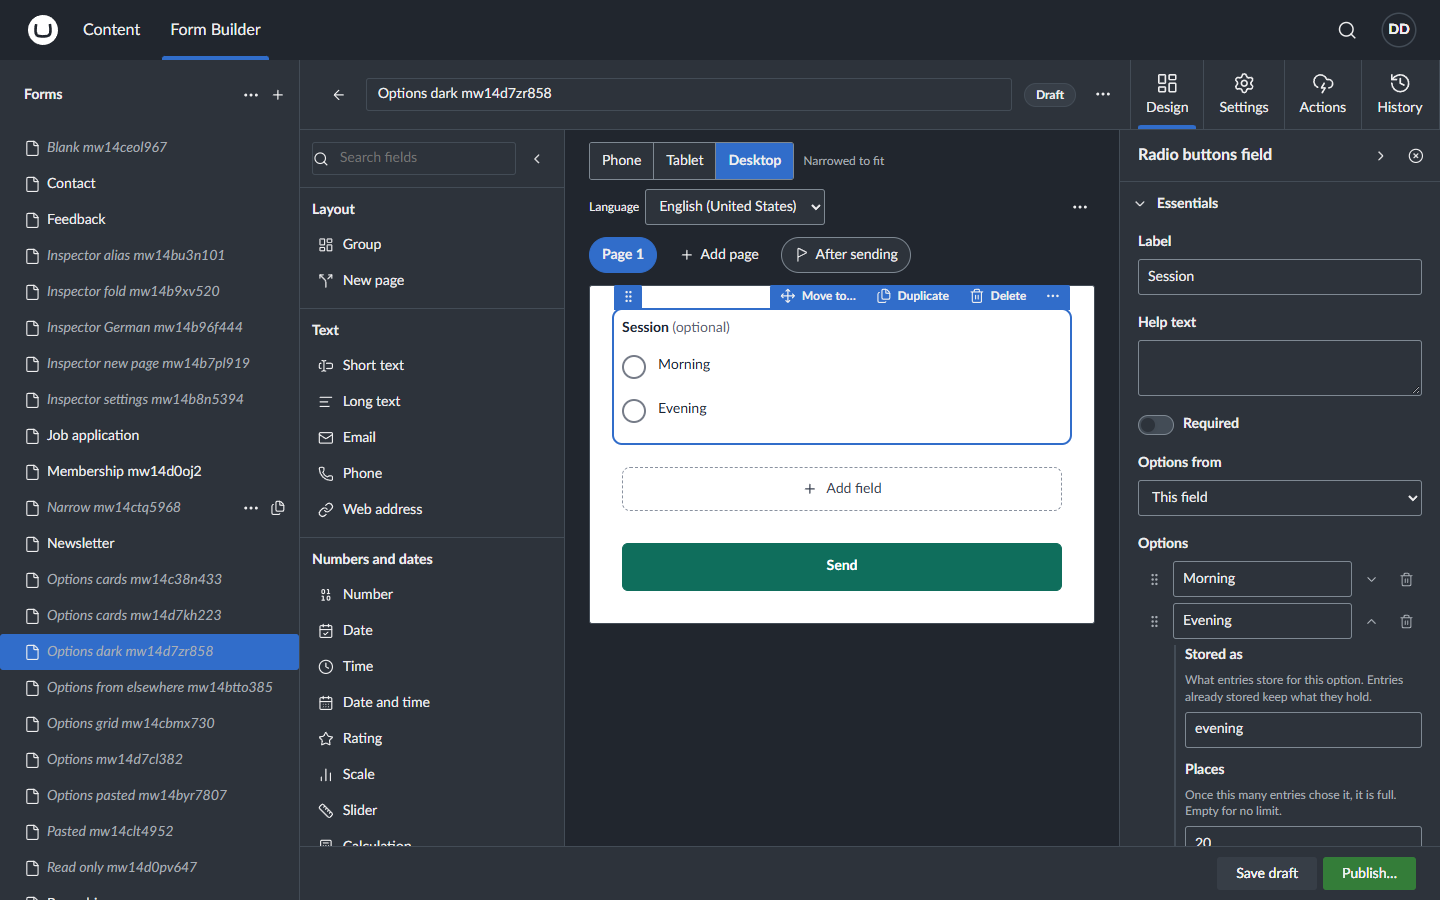 Content
Form Builder
DD
Forms
Blank mw14ceol967
Contact
Feedback
Inspector alias mw14bu3n101
Inspector fold mw14b9xv520
Inspector German mw14b96f444
Inspector new page mw14b7pl919
Inspector settings mw14b8n5394
Job application
Membership mw14d0oj2
Narrow mw14ctq5968
Newsletter
Options cards mw14c38n433
Options cards mw14d7kh223
Options dark mw14d7zr858
Options from elsewhere mw14btto385
Options grid mw14cbmx730
Options mw14d7cl382
Options pasted mw14byr7807
Pasted mw14clt4952
Read only mw14d0pv647
Options dark mw14d7zr858
Draft
Design
Settings
Actions
History
Search fields
Layout
Group
New page
Text
Short text
Long text
Email
Phone
Web address
Numbers and dates
Number
Date
Time
Date and time
Rating
Scale
Slider
Calculation
Phone
Tablet
Desktop
Narrowed to fit
Language
English (United States)
Page 1
Add page
After sending
Move to...
Duplicate
Delete
Session (optional)
Morning
Evening
Add field
Send
Radio buttons field
Essentials
Label
Session
Help text
Required
Options from
This field
Options
Morning
Evening
Stored as
What entries store for this option. Entries
already stored keep what they hold.
evening
Places
Once this many entries chose it, it is full.
Empty for no limit.
20
Save draft
Publish...